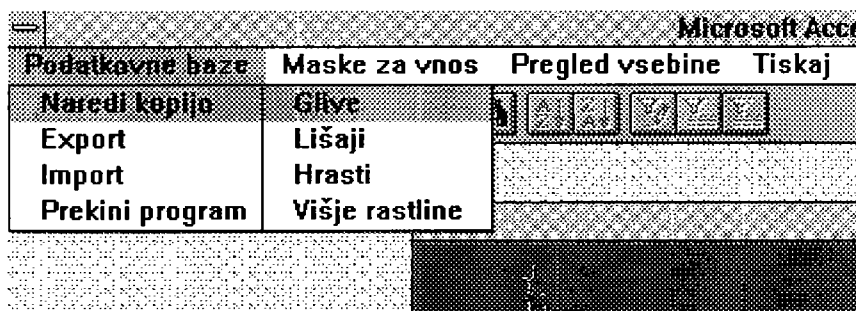 Microsoft Acce
Podatkovne baze Maske za vnos Pregled vsebine Tiskaj
Naredi kopijo Glive
Export Lišaji
Import Hrasti
Prekini program Višje rastline